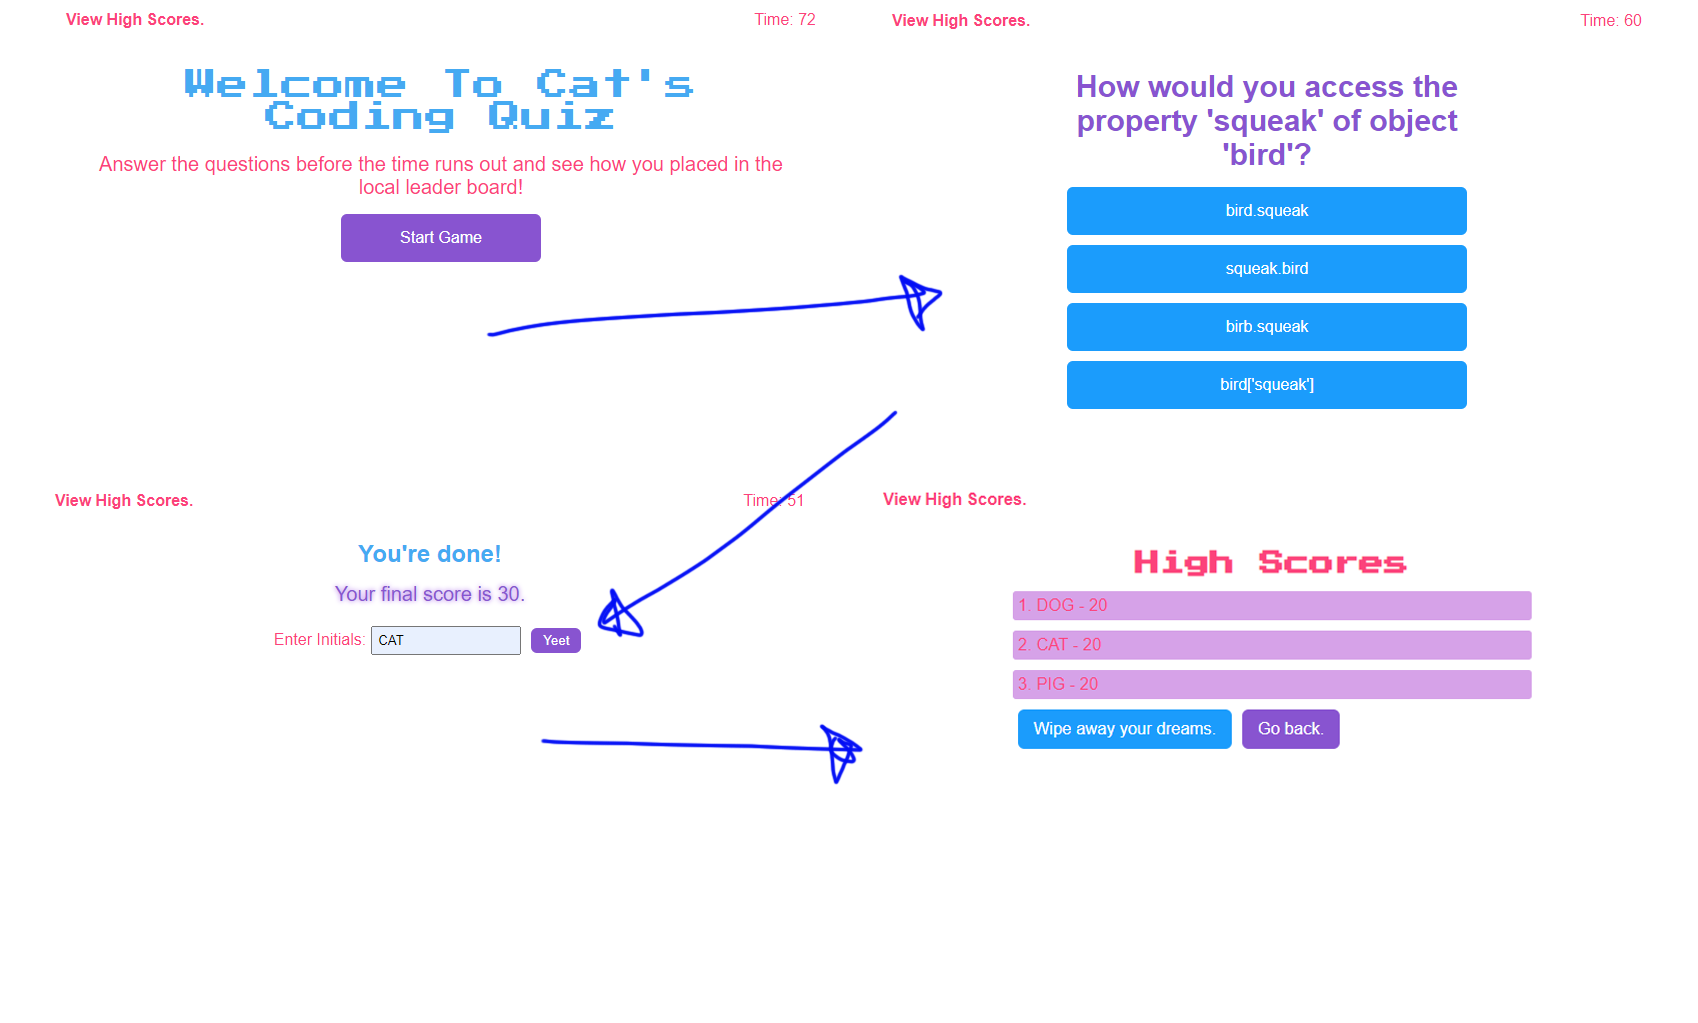 View High Scores.
Time: 72
Welcome To Cat's
Coding Quiz
Answer the questions before the time runs out and see how you placed in the
local leader board!
Start Game
View High Scores.
Time: 60
How would you access the
property 'squeak' of object
'bird'?
bird.squeak
squeak.bird
birb.squeak
bird['squeak']
View High Scores.
Time: 51
You're done!
Your final score is 30.
Enter Initials: CAT Yeet
View High Scores.
High Scores
1. DOG - 20
2. CAT - 20
3. PIG - 20
Wipe away your dreams. Go back.